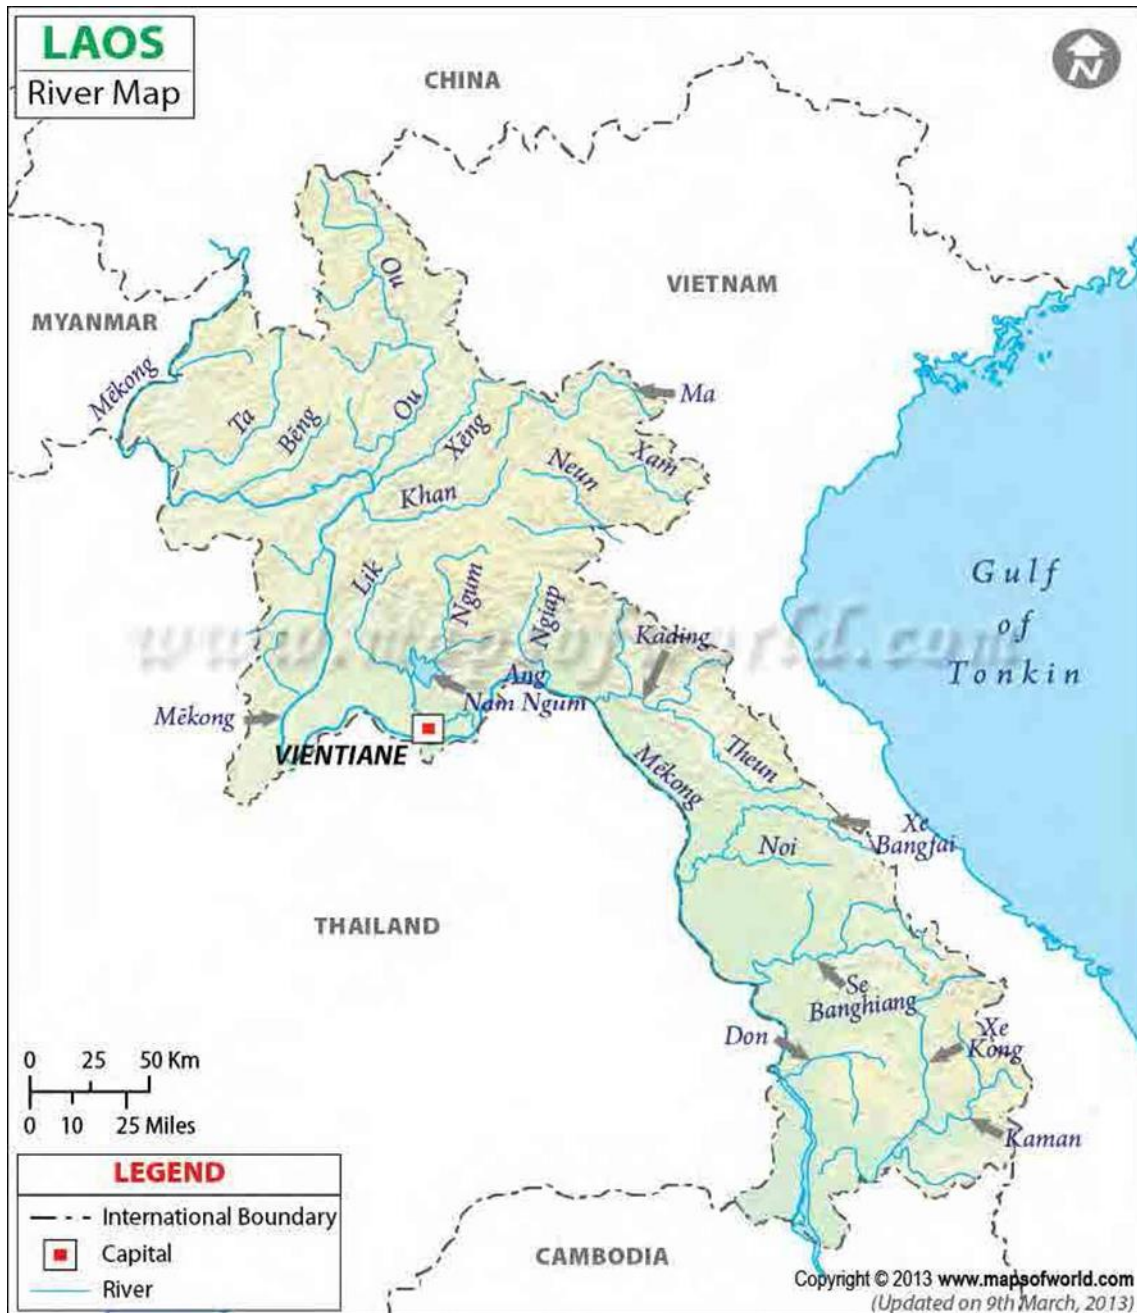 LAOS
River Map
N
CHINA
VIETNAM
MYANMAR
Mēkong
Ou
Ta
Bēng
Ou
Xēng
Ma
Xam
Neun
Khan
Lik
Ngum
Ngiap
Kading
Gulf
of
Tonkin
www.mapsofworld.com
Ang
Nam Ngum
Mēkong
VIENTIANE
Mēkong
Theun
Xe
Bangfai
Noi
THAILAND
Se
Banghiang
Don
Xe
Kong
Kaman
0 25 50 Km
0 10 25 Miles
LEGEND
International Boundary
Capital
River
CAMBODIA
Copyright © 2013 www.mapsofworld.com
(Updated on 9th March, 2013)